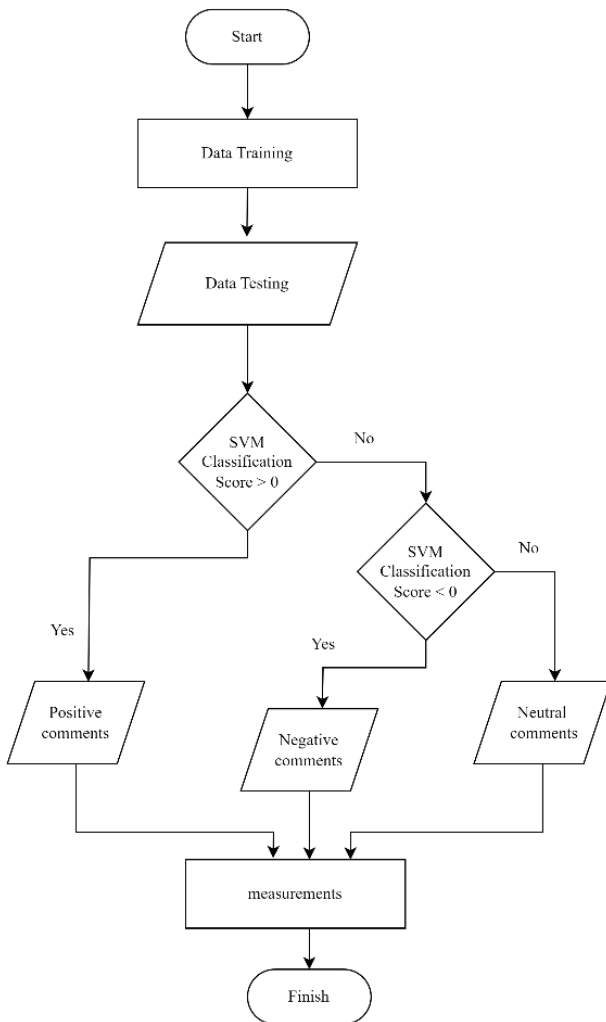 Start
Data Training
Data Testing
SVM
Classification
Score > 0
No
SVM
Classification
Score < 0
No
Yes
Yes
Positive
comments
Negative
comments
Neutral
comments
measurements
Finish